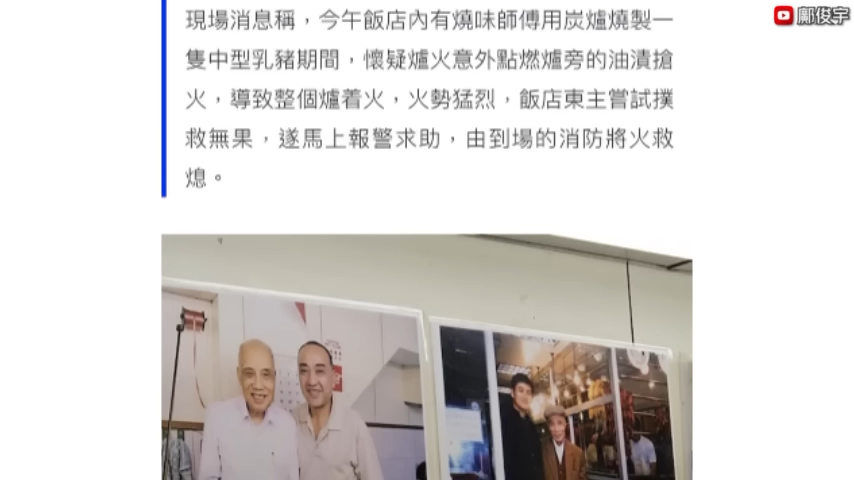 現場消息稱，今午飯店內有燒味師傅用炭爐燒製一
隻中型乳豬期間，懷疑爐火意外點燃爐旁的油漬搶
火，導致整個爐着火，火勢猛烈，飯店東主嘗試撲
救無果，遂馬上報警求助，由到場的消防將火救
熄。
鄺俊宇